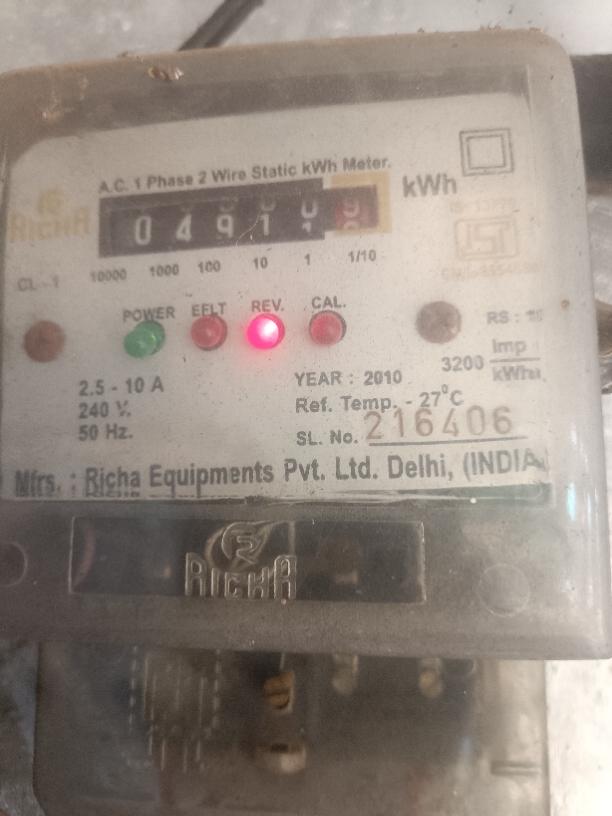 A.C. 1 Phase 2 Wire Static kWh Meter.
kWh
RICHA
0 4 9 1
CL - 1
10000 1000 100 10 1 1/10
POWER EFLT REV. CAL.
RS :
3200 Imp / kWh
2.5 - 10 A
240 V.
50 Hz.
YEAR : 2010
Ref. Temp. - 27°C
SL. No. 216406
Mfrs. : Richa Equipments Pvt. Ltd. Delhi, (INDIA
RICHA